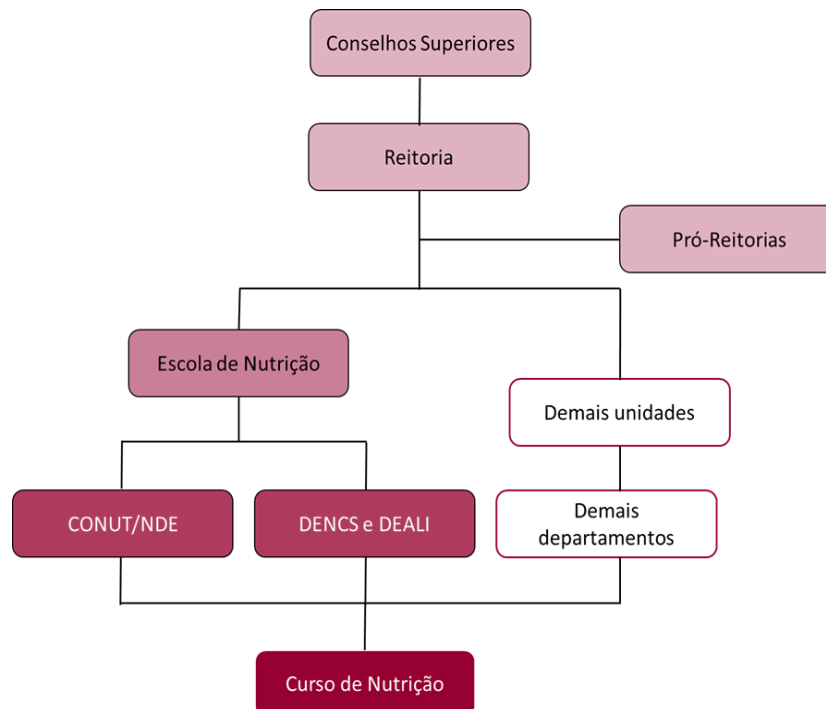 Conselhos Superiores
Reitoria
Pró-Reitorias
Escola de Nutrição
Demais unidades
CONUT/NDE
DENCS e DEALI
Demais
departamentos
Curso de Nutrição